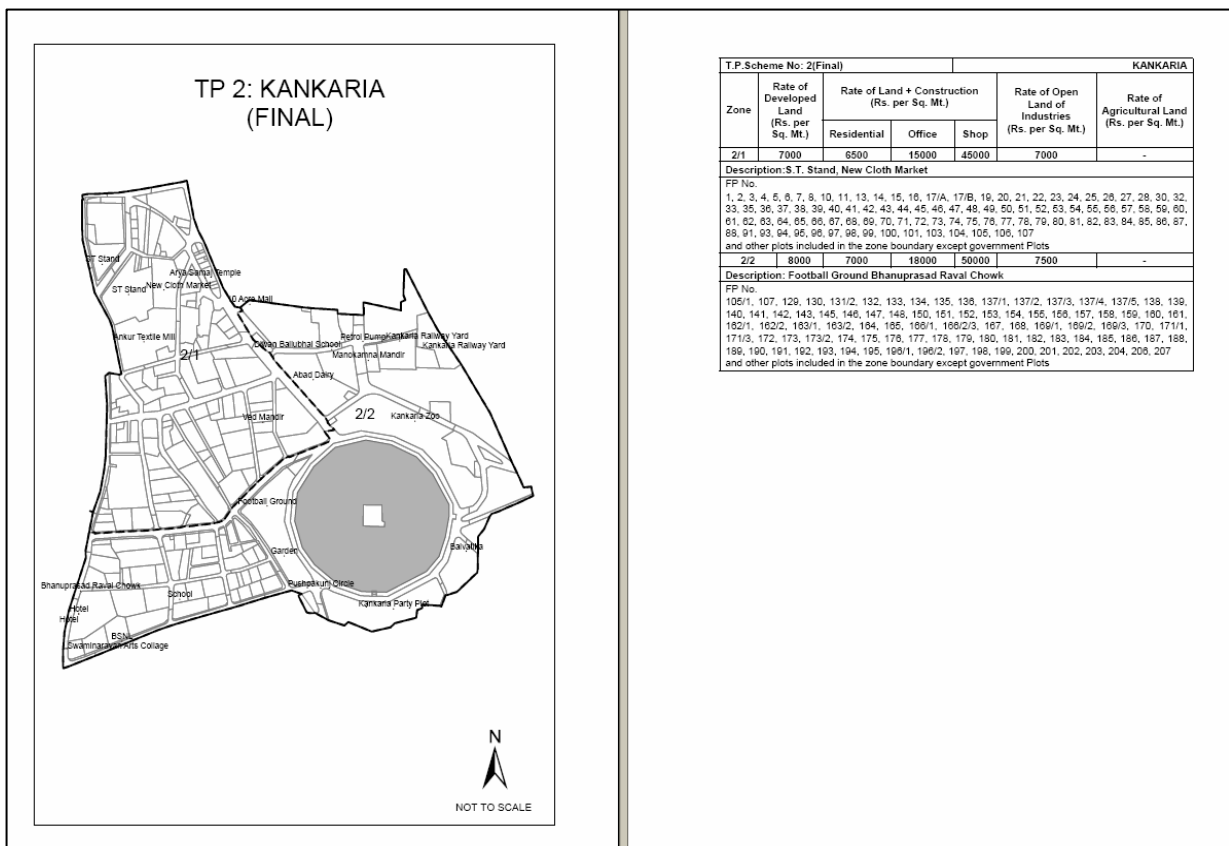 TP 2: KANKARIA
(FINAL)
ST Stand
Arya Samaj Temple
ST Stand
New Cloth Market
0 Acre Mall
Ankur Textile Mill
2/1
Diwan Ballubhai School
Petrol Pump
Kankaria Railway Yard
Kankaria Railway Yard
Manokamna Mandir
Abad Dairy
Ved Mandir
2/2
Kankaria Zoo
Football Ground
Garden
Balvatika
Bhanuprasad Raval Chowk
Pushpakunj Circle
School
Kankaria Party Plot
Hotel
Hotel
BSNL
Swaminarayan Arts Collage
N
NOT TO SCALE
T.P.Scheme No: 2(Final) KANKARIA
Zone
Rate of
Developed
Land
(Rs. per
Sq. Mt.)
Rate of Land + Construction
(Rs. per Sq. Mt.)
Residential Office Shop
Rate of Open
Land of
Industries
(Rs. per Sq. Mt.)
Rate of
Agricultural Land
(Rs. per Sq. Mt.)
2/1 7000 6500 15000 45000 7000 -
Description:S.T. Stand, New Cloth Market
FP No.
1, 2, 3, 4, 5, 6, 7, 8, 10, 11, 13, 14, 15, 16, 17/A, 17/B, 19, 20, 21, 22, 23, 24, 25, 26, 27, 28, 30, 32,
33, 35, 36, 37, 38, 39, 40, 41, 42, 43, 44, 45, 46, 47, 48, 49, 50, 51, 52, 53, 54, 55, 56, 57, 58, 59, 60,
61, 62, 63, 64, 65, 66, 67, 68, 69, 70, 71, 72, 73, 74, 75, 76, 77, 78, 79, 80, 81, 82, 83, 84, 85, 86, 87,
88, 91, 93, 94, 95, 96, 97, 98, 99, 100, 101, 103, 104, 105, 106, 107
and other plots included in the zone boundary except government Plots
2/2 8000 7000 18000 50000 7500 -
Description: Football Ground Bhanuprasad Raval Chowk
FP No.
105/1, 107, 129, 130, 131/2, 132, 133, 134, 135, 136, 137/1, 137/2, 137/3, 137/4, 137/5, 138, 139,
140, 141, 142, 143, 145, 146, 147, 148, 150, 151, 152, 153, 154, 155, 156, 157, 158, 159, 160, 161,
162/1, 162/2, 163/1, 163/2, 164, 165, 166/1, 166/2/3, 167, 168, 169/1, 169/2, 169/3, 170, 171/1,
171/3, 172, 173, 173/2, 174, 175, 176, 177, 178, 179, 180, 181, 182, 183, 184, 185, 186, 187, 188,
189, 190, 191, 192, 193, 194, 195, 196/1, 196/2, 197, 198, 199, 200, 201, 202, 203, 204, 206, 207
and other plots included in the zone boundary except government Plots